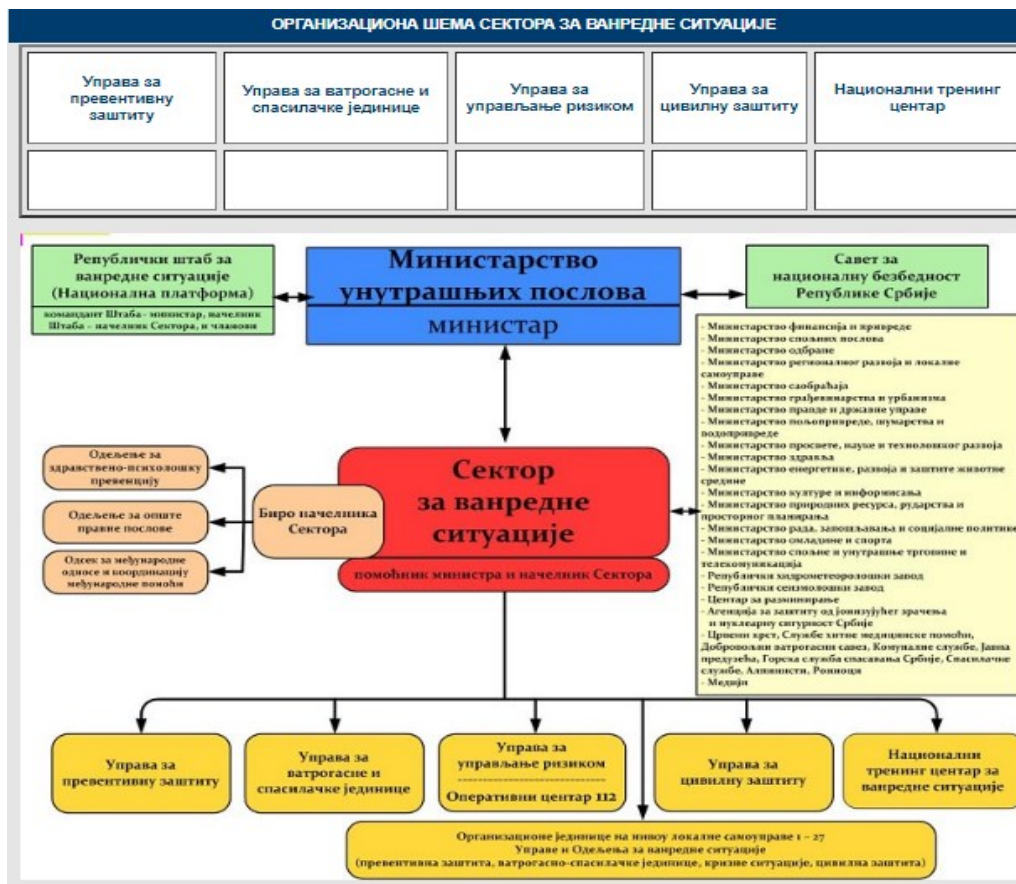 ОРГАНИЗАЦИОНА ШЕМА СЕКТОРА ЗА ВАНРЕДНЕ СИТУАЦИЈЕ
Управа за
превентивну
заштиту
Управа за ватрогасне и
спасилачке јединице
Управа за
управљање ризиком
Управа за
цивилну заштиту
Национални тренинг
центар
Републички штаб за
ванредне ситуације
(Национална платформа)
командант Штаба- министар, начелник
Штаба – начелник Сектора, и чланови
Министарство
унутрашњих послова
министар
Савет за
националну безбедност
Републике Србије
- Министарство финансија и привреде
- Министарство спољних послова
- Министарство одбране
- Министарство регионалног развоја и локалне
самоуправе
- Министарство саобраћаја
- Министарство грађевинарства и урбанизма
- Министарство правде и државне управе
- Министарство пољопривреде, шумарства и
водопривреде
- Министарство просвете, науке и технолошког развоја
- Министарство здравља
- Министарство енергетике, развоја и заштите животне
средине
- Министарство културе и информисања
- Министарство природних ресурса, рударства и
просторног планирања
- Министарство рада, запошљавања и социјалне политике
- Министарство омладине и спорта
- Министарство спољне и унутрашње трговине и
телекомуникација
- Републички хидрометеоролошки завод
- Републички сеизмолошки завод
- Центар за разминирање
- Агенција за заштиту од јонизујућег зрачења
и нуклеарну сигурност Србије
- Црвени крст, Службе хитне медицинске помоћи,
Добровољни ватрогасни савез, Комуналне службе, Јавна
предузећа, Горска служба спасавања Србије, Спасилачке
службе, Алпинисти, Рониоци
- Медији
Одељење за
здравствено-психолошку
превенцију
Одељење за опште
правне послове
Одсек за међународне
односе и координацију
међународне помоћи
Биро начелника
Сектора
Сектор
за ванредне
ситуације
помоћник министра и начелник Сектора
Управа за
превентивну заштиту
Управа за
ватрогасне и
спасилачке јединице
Управа за
управљање ризиком
Оперативни центар 112
Управа за
цивилну заштиту
Национални
тренинг центар за
ванредне ситуације
Организационе јединице на нивоу локалне самоуправе 1 – 27
Управе и Одељења за ванредне ситуације
(превентивна заштита, ватрогасно-спасилачке јединице, кризне ситуације, цивилна заштита)